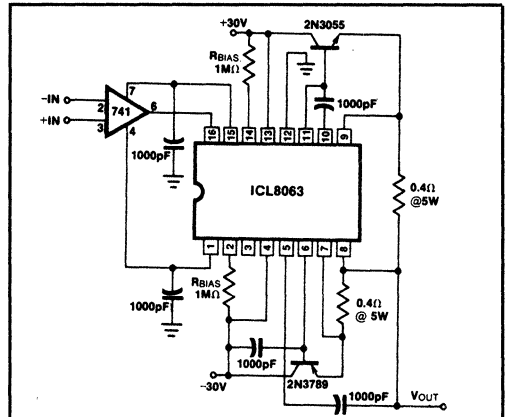 +30V
2N3055
RBIAS
1MΩ
-IN
+IN
7
741
2
3
6
4
1000pF
1000pF
16 15 14 13 12 11 10 9
ICL8063
0.4Ω
@5W
1 2 3 4 5 6 7 8
RBIAS
1MΩ
1000pF
0.4Ω
@ 5W
1000pF
-30V
2N3789
1000pF
VOUT